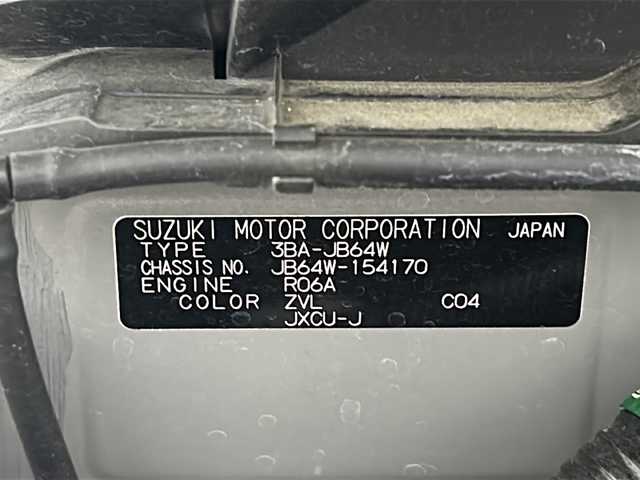 SUZUKI MOTOR CORPORATION JAPAN
TYPE 3BA-JB64W
CHASSIS NO. JB64W-154170
ENGINE R06A
COLOR ZVL C04
JXCU-J